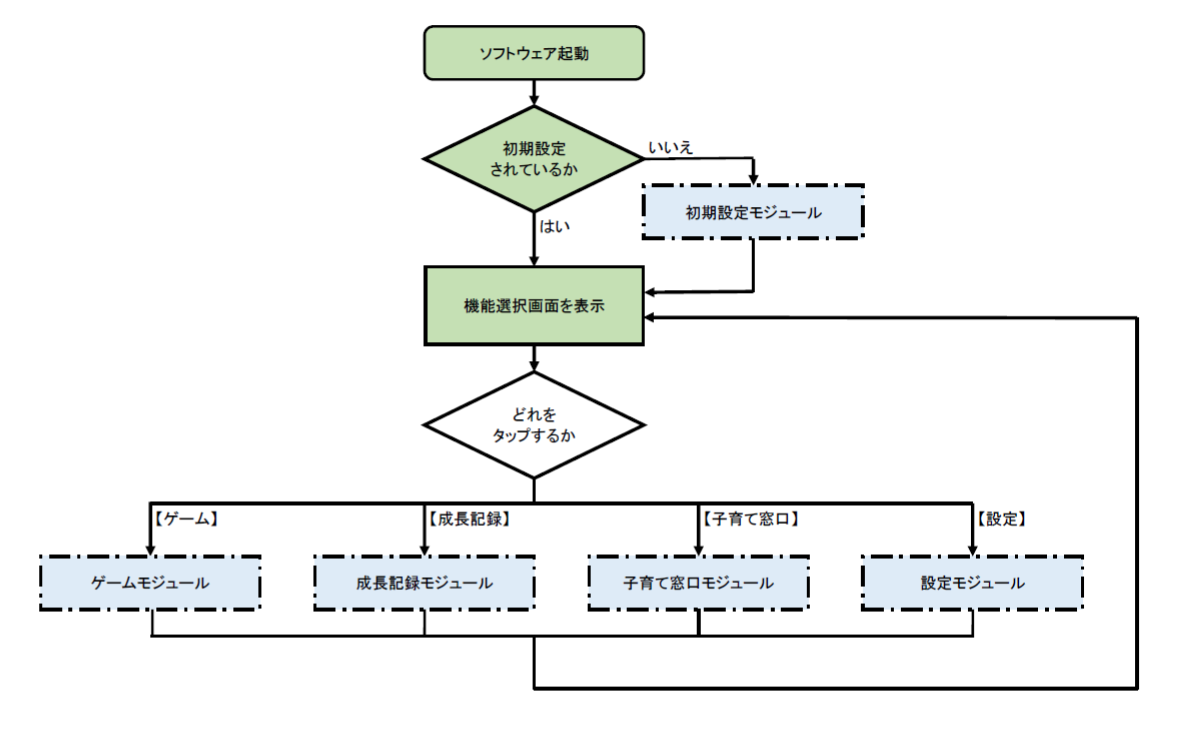 ソフトウェア起動
初期設定
されているか
いいえ
初期設定モジュール
はい
機能選択画面を表示
どれを
タップするか
【ゲーム】
【成長記録】
【子育て窓口】
【設定】
ゲームモジュール
成長記録モジュール
子育て窓口モジュール
設定モジュール